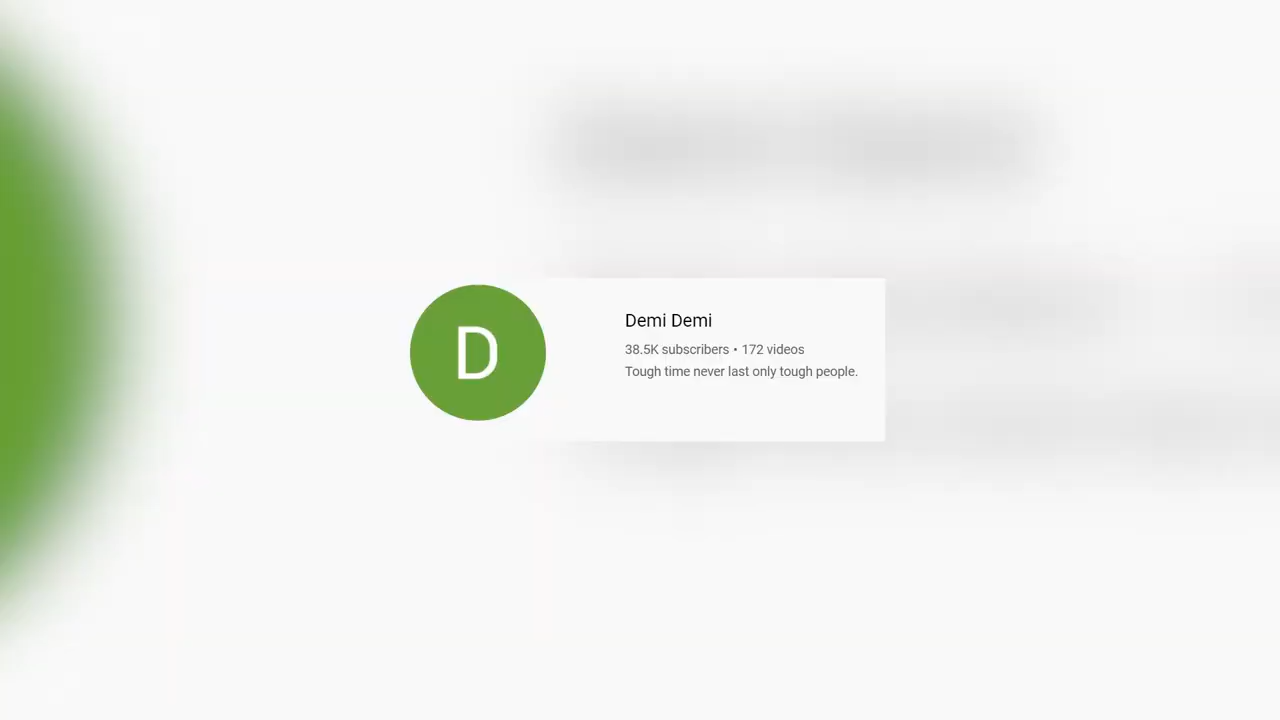 D
Demi Demi
38.5K subscribers • 172 videos
Tough time never last only tough people.